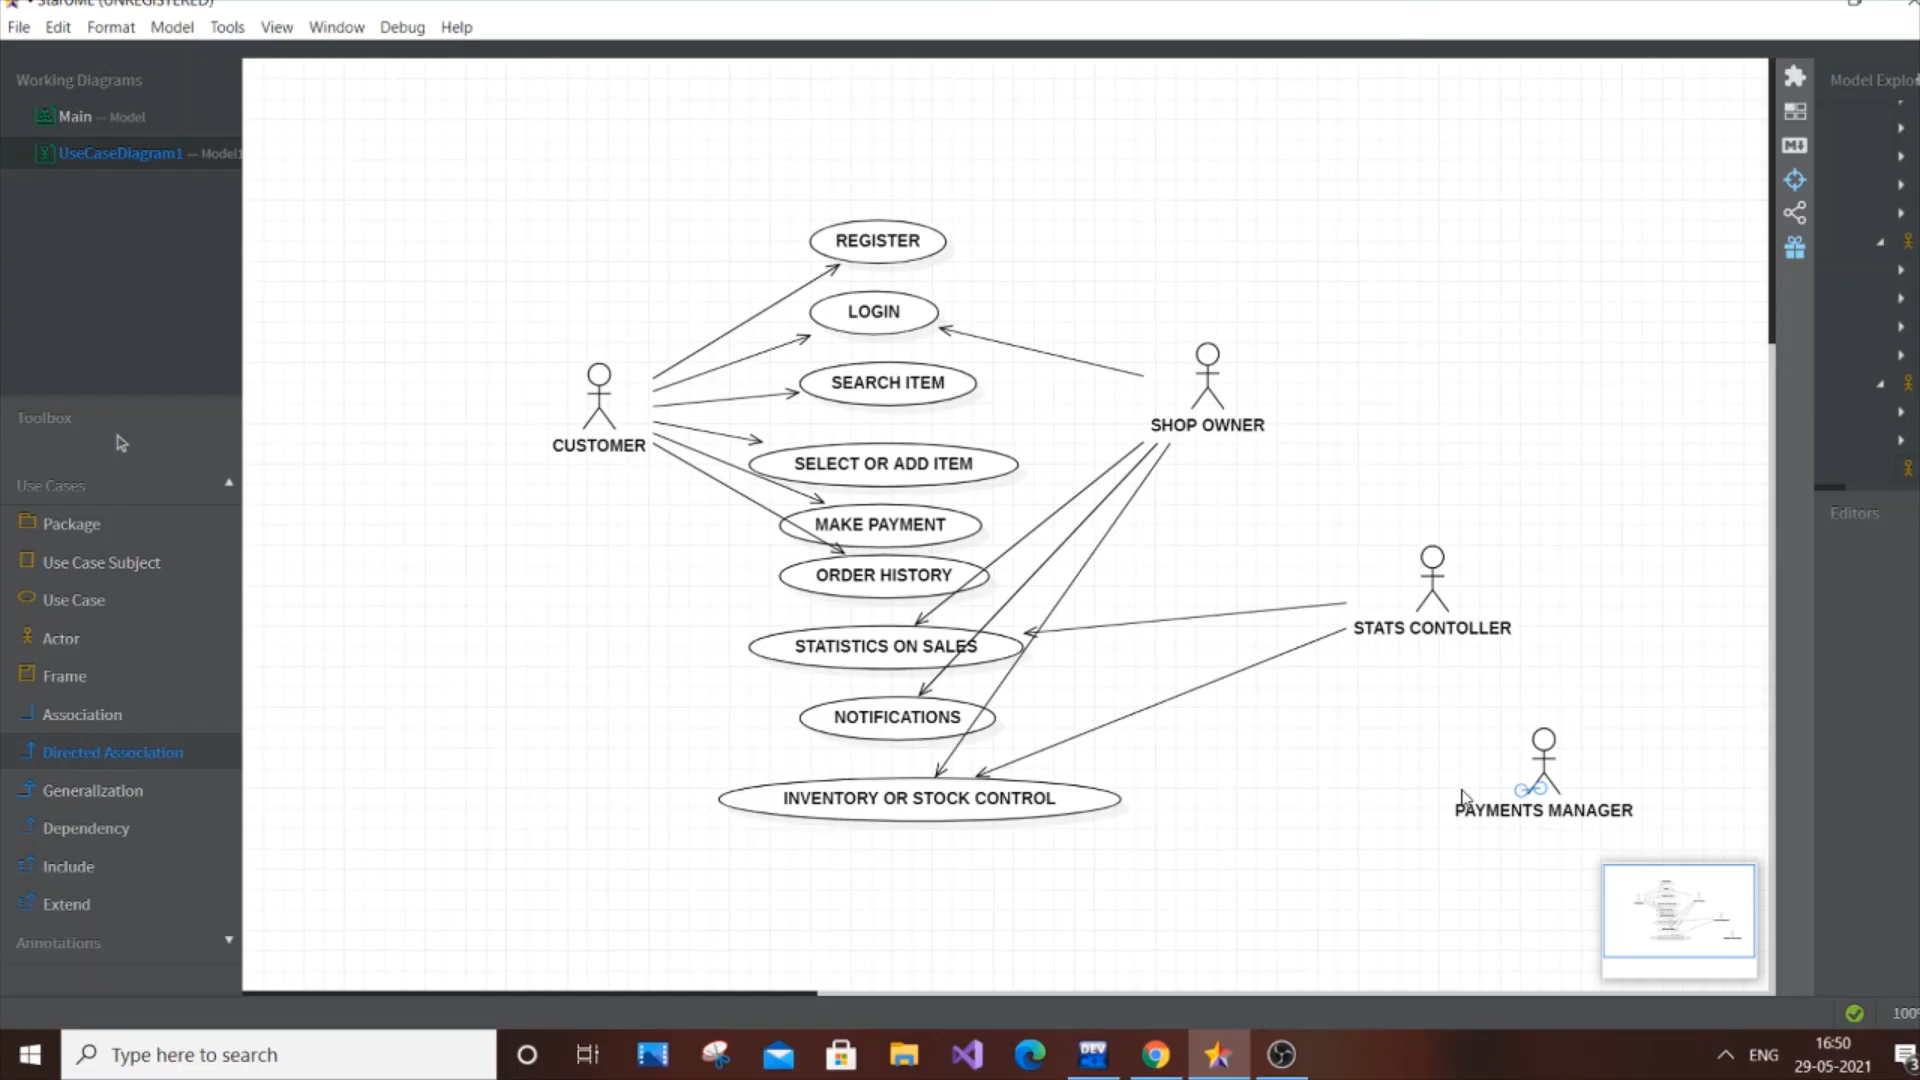 StarUML (UNREGISTERED)
File Edit Format Model Tools View Window Debug Help
Working Diagrams
Main — Model
UseCaseDiagram1 — Model1
Toolbox
Use Cases
Package
Use Case Subject
Use Case
Actor
Frame
Association
Directed Association
Generalization
Dependency
Include
Extend
Annotations
REGISTER
LOGIN
SEARCH ITEM
CUSTOMER
SHOP OWNER
SELECT OR ADD ITEM
MAKE PAYMENT
ORDER HISTORY
STATS CONTOLLER
STATISTICS ON SALES
NOTIFICATIONS
INVENTORY OR STOCK CONTROL
PAYMENTS MANAGER
M
Model Explo
Editors
100%
Type here to search
DEV
ENG
16:50
29-05-2021
3